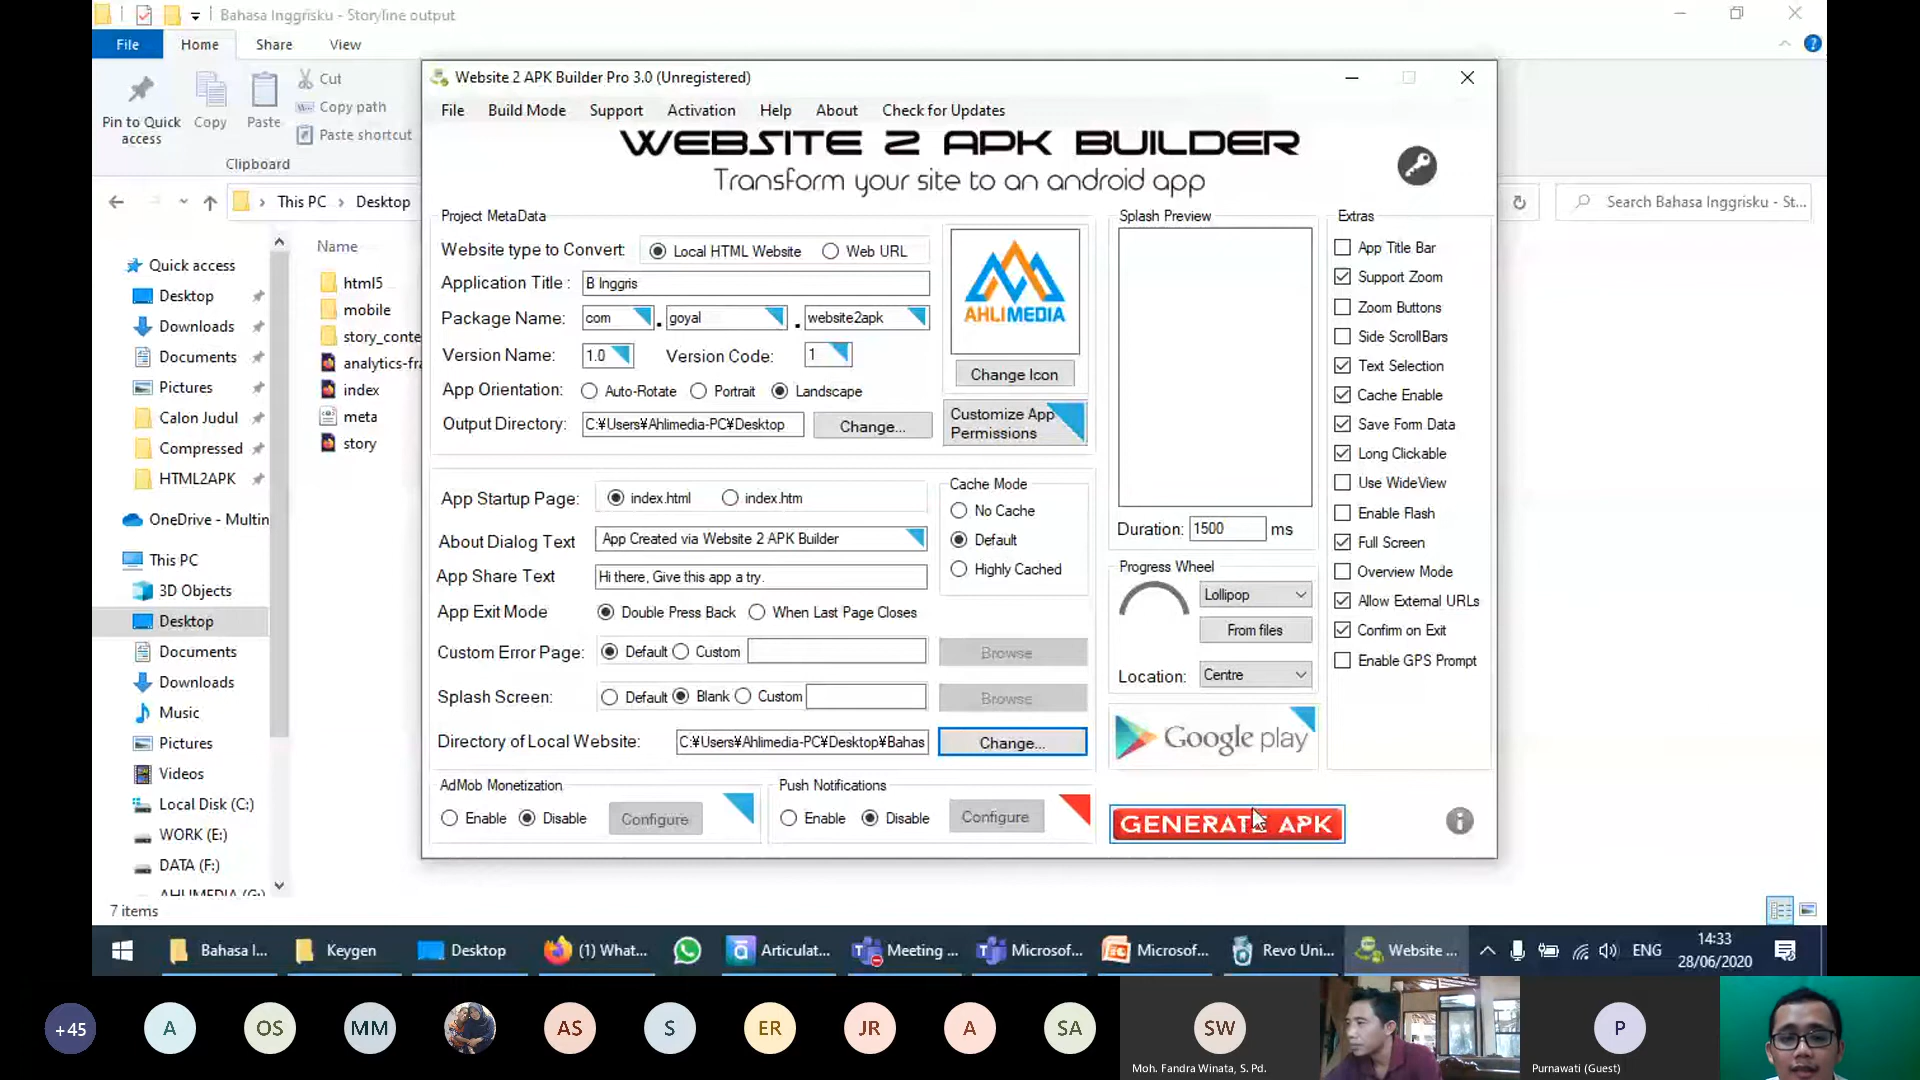 Bahasa Inggrisku - Storyline output
File
Home
Share
View
Pin to Quick access
Copy
Paste
Cut
Copy path
Paste shortcut
Clipboard
This PC
Desktop
Search Bahasa Inggrisku - St...
Name
Quick access
Desktop
Downloads
Documents
Pictures
Calon Judul
Compressed
HTML2APK
OneDrive - Multin
This PC
3D Objects
Desktop
Documents
Downloads
Music
Pictures
Videos
Local Disk (C:)
WORK (E:)
DATA (F:)
AHLIMEDIA (G:)
html5
mobile
story_conte
analytics-fra
index
meta
story
7 items
Website 2 APK Builder Pro 3.0 (Unregistered)
File
Build Mode
Support
Activation
Help
About
Check for Updates
WEBSITE 2 APK BUILDER
Transform your site to an android app
Project MetaData
Website type to Convert:
Local HTML Website
Web URL
Application Title :
B Inggris
Package Name:
com
.
goyal
.
website2apk
Version Name:
1.0
Version Code:
1
App Orientation:
Auto-Rotate
Portrait
Landscape
Output Directory:
C:¥Users¥Ahlimedia-PC¥Desktop
Change...
AHLIMEDIA
Change Icon
Customize App
Permissions
App Startup Page:
index.html
index.htm
About Dialog Text
App Created via Website 2 APK Builder
App Share Text
Hi there, Give this app a try.
App Exit Mode
Double Press Back
When Last Page Closes
Custom Error Page:
Default
Custom
Browse
Splash Screen:
Default
Blank
Custom
Browse
Directory of Local Website:
C:¥Users¥Ahlimedia-PC¥Desktop¥Bahas
Change...
Cache Mode
No Cache
Default
Highly Cached
AdMob Monetization
Enable
Disable
Configure
Push Notifications
Enable
Disable
Configure
Splash Preview
Duration:
1500
ms
Progress Wheel
Lollipop
From files
Location:
Centre
Google play
GENERATE APK
Extras
App Title Bar
Support Zoom
Zoom Buttons
Side ScrollBars
Text Selection
Cache Enable
Save Form Data
Long Clickable
Use WideView
Enable Flash
Full Screen
Overview Mode
Allow External URLs
Confirm on Exit
Enable GPS Prompt
Bahasa I...
Keygen
Desktop
(1) What...
Articulat...
Meeting ...
Microsof...
Microsof...
Revo Uni...
Website ...
ENG
14:33
28/06/2020
+45
A
OS
MM
AS
S
ER
JR
A
SA
SW
Moh. Fandra Winata, S. Pd.
P
Purnawati (Guest)